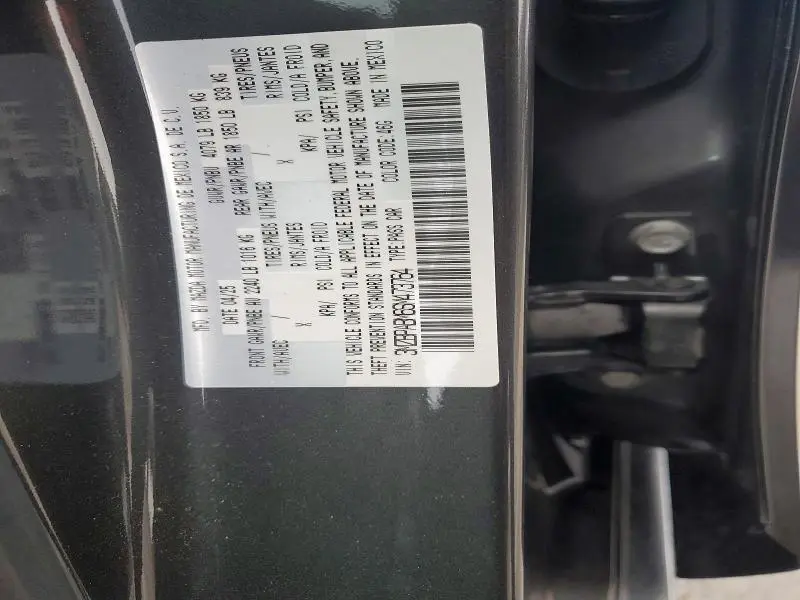 MFD. BY MAZDA MOTOR MANUFACTURING DE MEXICO S.A. DE C.V.
DATE 04/25 GVWR/PNBV 4079 LB 1850 KG
FRONT GAWR/PNBE AV 2240 LB 1016 KG REAR GAWR/PNBE AR 1850 LB 839 KG
WITH/AVEC / TIRES/PNEUS WITH/AVEC / TIRES/PNEUS
X RIMS/JANTES X RIMS/JANTES
KPA/ PSI COLD/A FROID KPA/ PSI COLD/A FROID
THIS VEHICLE CONFORMS TO ALL APPLICABLE FEDERAL MOTOR VEHICLE SAFETY, BUMPER, AND
THEFT PREVENTION STANDARDS IN EFFECT ON THE DATE OF MANUFACTURE SHOWN ABOVE.
VIN: TYPE:PASS CAR COLOR CODE:46G MADE IN MEXICO